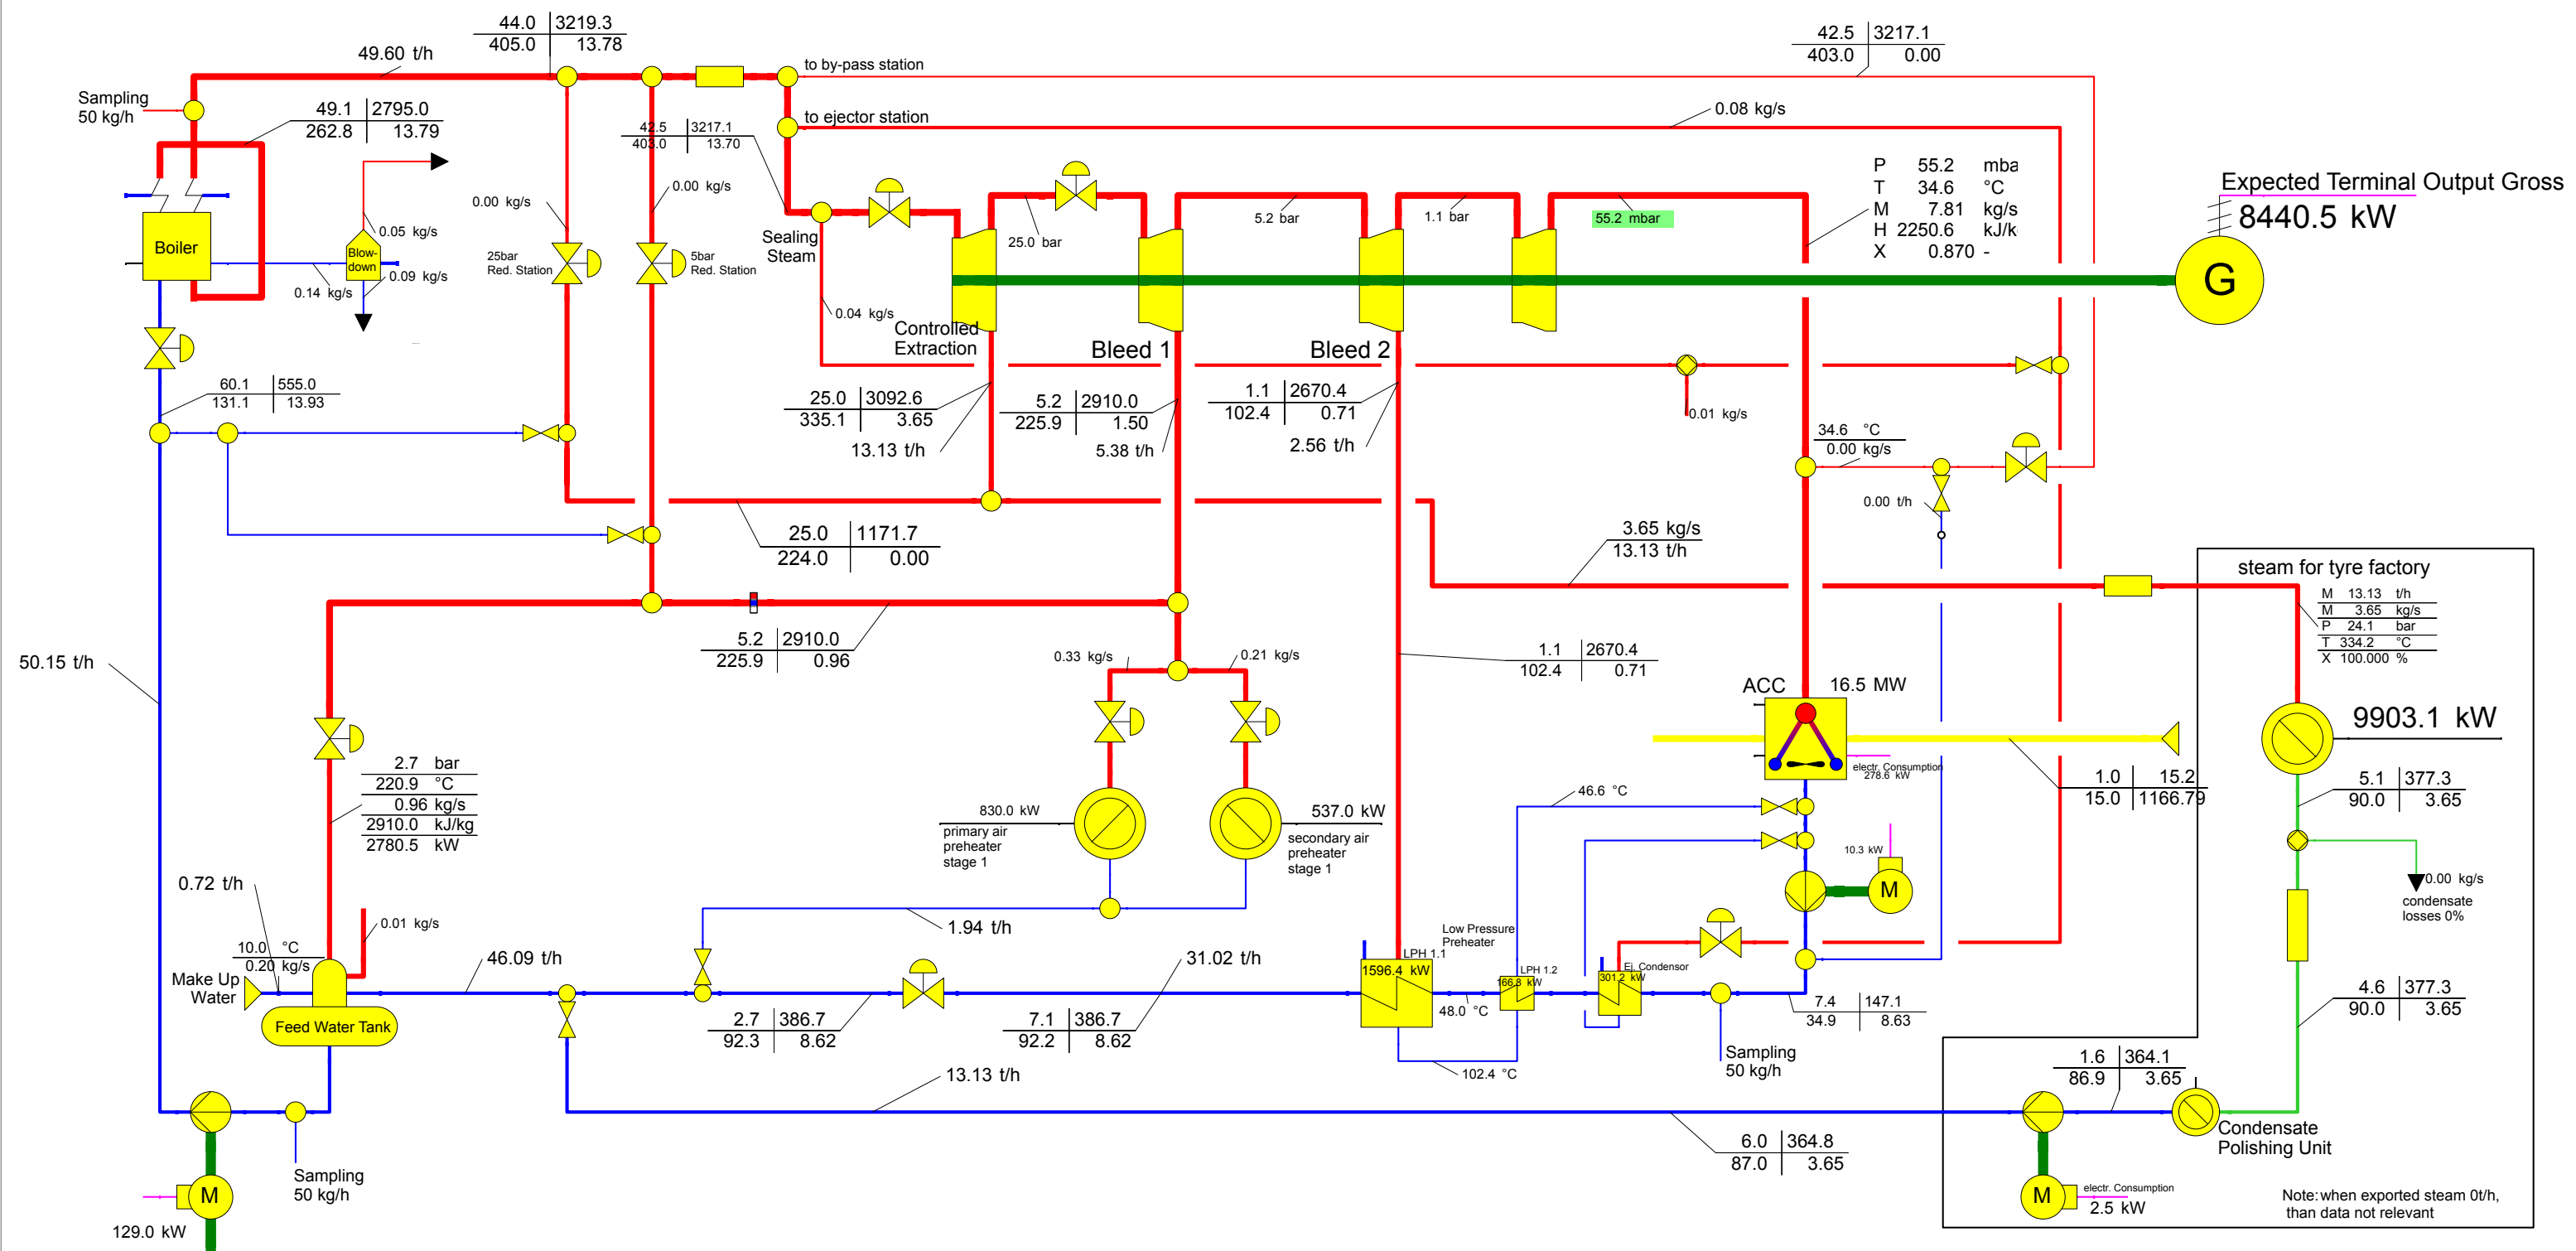 44.0 3219.3
405.0 13.78
49.60 t/h
42.5 3217.1
403.0 0.00
to by-pass station
Sampling
50 kg/h
49.1 2795.0
262.8 13.79
to ejector station
0.08 kg/s
42.5 3217.1
403.0 13.70
P 55.2 mba
T 34.6 °C
M 7.81 kg/s
H 2250.6 kJ/k
X 0.870 -
Expected Terminal Output Gross
8440.5 kW
G
0.00 kg/s
0.00 kg/s
5.2 bar
1.1 bar
55.2 mbar
25.0 bar
Sealing
Steam
Boiler
0.05 kg/s
Blow-
down
0.09 kg/s
0.14 kg/s
25bar
Red. Station
5bar
Red. Station
0.04 kg/s
Controlled
Extraction
Bleed 1
Bleed 2
60.1 555.0
131.1 13.93
25.0 3092.6
335.1 3.65
13.13 t/h
5.2 2910.0
225.9 1.50
5.38 t/h
1.1 2670.4
102.4 0.71
2.56 t/h
0.01 kg/s
34.6 °C
0.00 kg/s
0.00 t/h
25.0 1171.7
224.0 0.00
3.65 kg/s
13.13 t/h
steam for tyre factory
M 13.13 t/h
M 3.65 kg/s
P 24.1 bar
T 334.2 °C
X 100.000 %
50.15 t/h
5.2 2910.0
225.9 0.96
0.33 kg/s
0.21 kg/s
1.1 2670.4
102.4 0.71
ACC 16.5 MW
9903.1 kW
2.7 bar
220.9 °C
0.96 kg/s
2910.0 kJ/kg
2780.5 kW
electr. Consumption
278.6 kW
1.0 15.2
15.0 1166.79
5.1 377.3
90.0 3.65
46.6 °C
830.0 kW
primary air
preheater
stage 1
537.0 kW
secondary air
preheater
stage 1
10.3 kW
M
0.00 kg/s
condensate
losses 0%
0.72 t/h
0.01 kg/s
1.94 t/h
10.0 °C
0.20 kg/s
46.09 t/h
31.02 t/h
Low Pressure
Preheater
LPH 1.1
1596.4 kW
LPH 1.2
166.8 kW
Ej. Condensor
301.2 kW
Make Up
Water
Feed Water Tank
2.7 386.7
92.3 8.62
7.1 386.7
92.2 8.62
48.0 °C
7.4 147.1
34.9 8.63
4.6 377.3
90.0 3.65
Sampling
50 kg/h
102.4 °C
13.13 t/h
1.6 364.1
86.9 3.65
Condensate
Polishing Unit
6.0 364.8
87.0 3.65
Sampling
50 kg/h
M
129.0 kW
M
electr. Consumption
2.5 kW
Note: when exported steam 0t/h,
than data not relevant